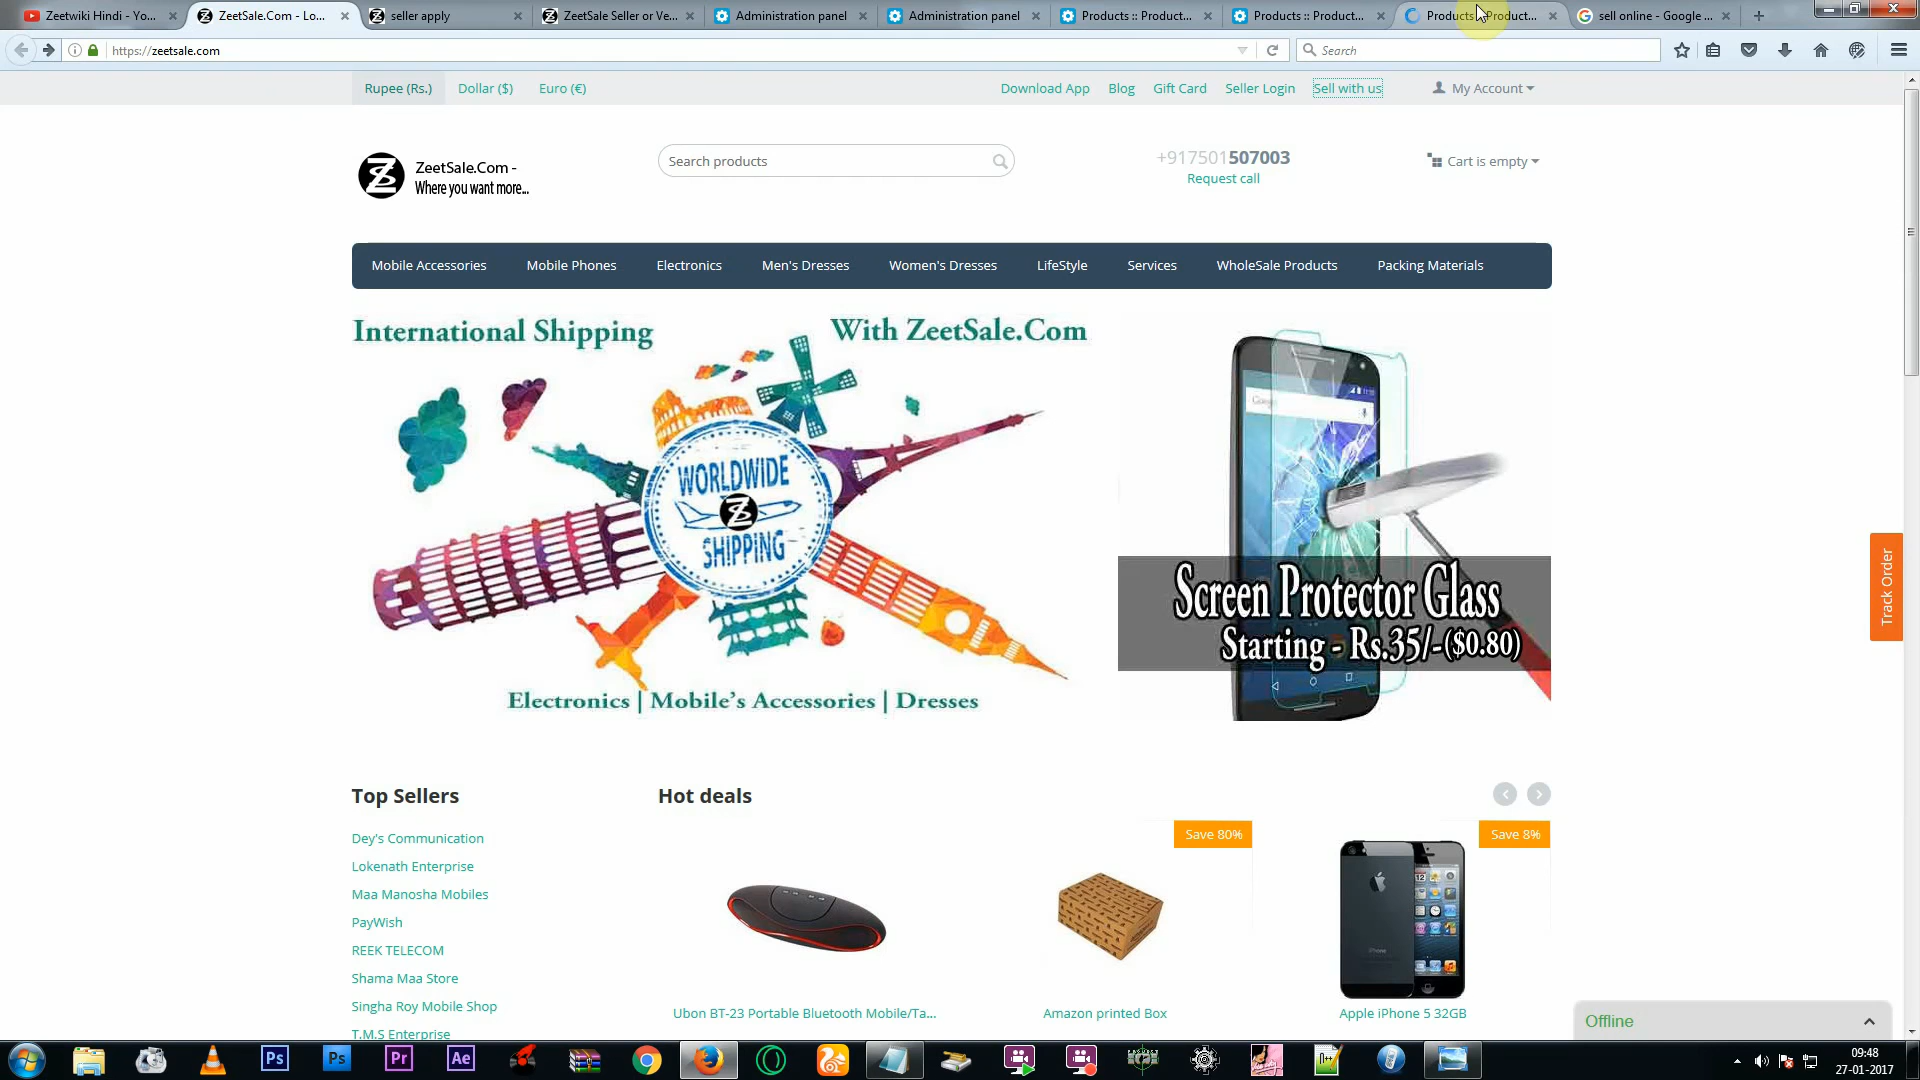 Zeetwiki Hindi - Yo...
ZeetSale.Com - Lo...
seller apply
ZeetSale Seller or Ve...
Administration panel
Administration panel
Products :: Product...
Products :: Product...
Products :: Product...
sell online - Google ...
https://zeetsale.com
Search
Rupee (Rs.)
Dollar ($)
Euro (€)
Download App
Blog
Gift Card
Seller Login
Sell with us
My Account
ZeetSale.Com -
Where you want more...
Search products
+917501507003
Request call
Cart is empty
Mobile Accessories
Mobile Phones
Electronics
Men's Dresses
Women's Dresses
LifeStyle
Services
WholeSale Products
Packing Materials
International Shipping
With ZeetSale.Com
WORLDWIDE
SHIPPING
Electronics | Mobile's Accessories | Dresses
Google
Screen Protector Glass
Starting - Rs.35/-($0.80)
Track Order
Top Sellers
Dey's Communication
Lokenath Enterprise
Maa Manosha Mobiles
PayWish
REEK TELECOM
Shama Maa Store
Singha Roy Mobile Shop
T.M.S Enterprise
Hot deals
Save 80%
Save 8%
Ubon BT-23 Portable Bluetooth Mobile/Ta...
Amazon printed Box
Apple iPhone 5 32GB
Offline
Ps
Ps
Pr
Ae
09:48
27-01-2017